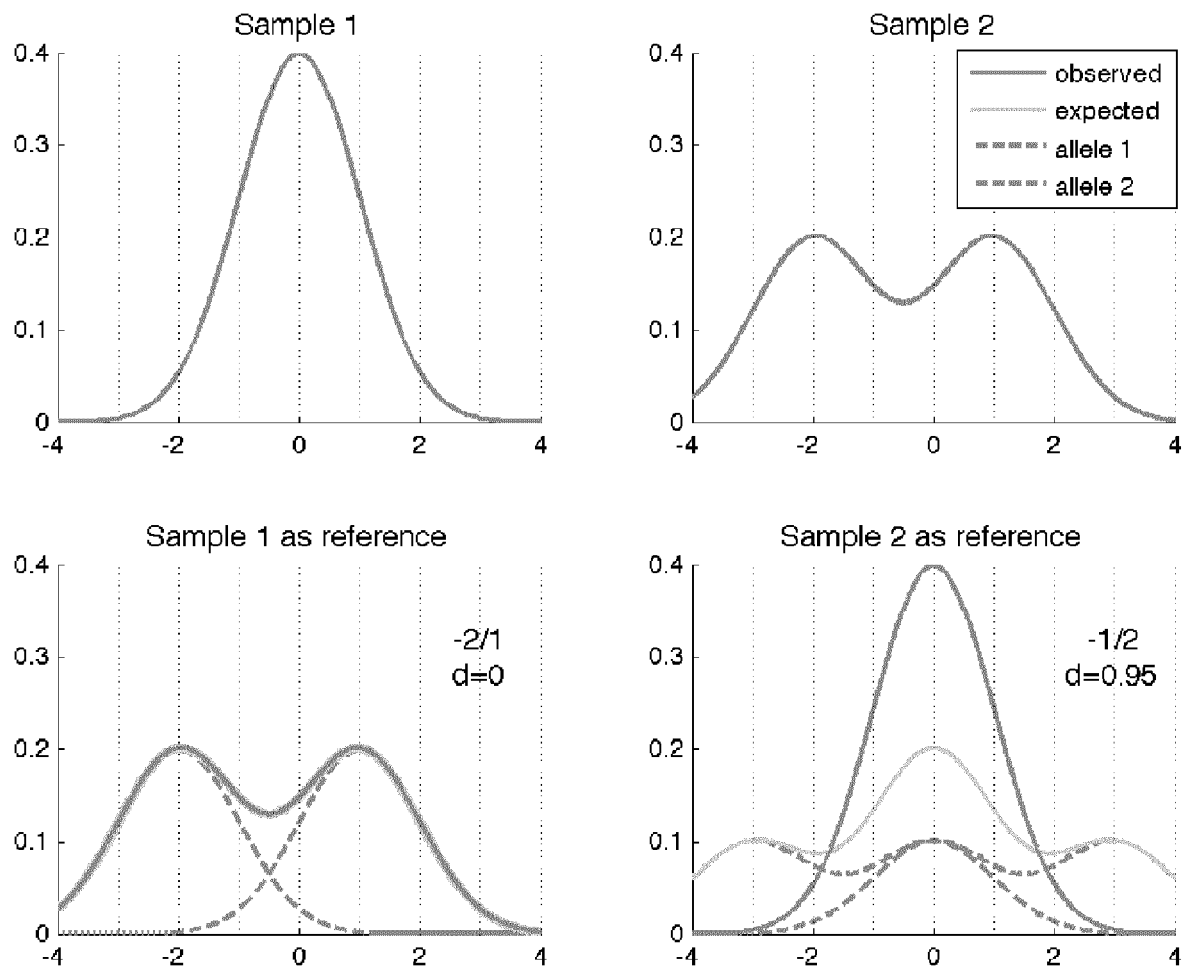 Sample 1
0.4
0.3
0.2
0.1
0
-4 -2 0 2 4
Sample 2
0.4
0.3
0.2
0.1
0
-4 -2 0 2 4
observed
expected
allele 1
allele 2
Sample 1 as reference
0.4
0.3
0.2
0.1
0
-4 -2 0 2 4
-2/1
d=0
Sample 2 as reference
0.4
0.3
0.2
0.1
0
-4 -2 0 2 4
-1/2
d=0.95